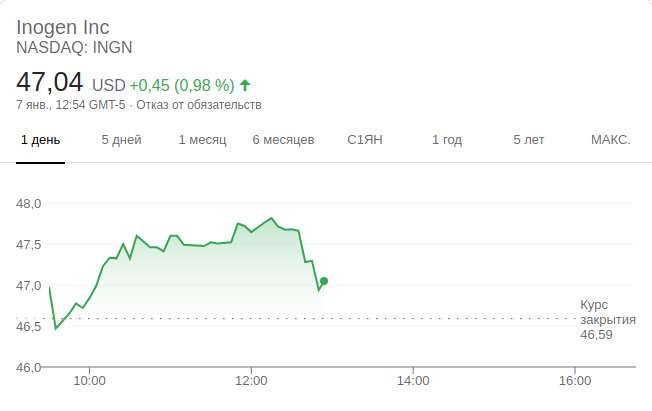 Inogen Inc
NASDAQ: INGN
47,04 USD +0,45 (0,98 %)
7 янв., 12:54 GMT-5 · Отказ от обязательств
1 день 5 дней 1 месяц 6 месяцев С1ЯН 1 год 5 лет МАКС.
48,0
47,5
47,0
Курс
закрытия
46,5
46,59
46,0
10:00 12:00 14:00 16:00